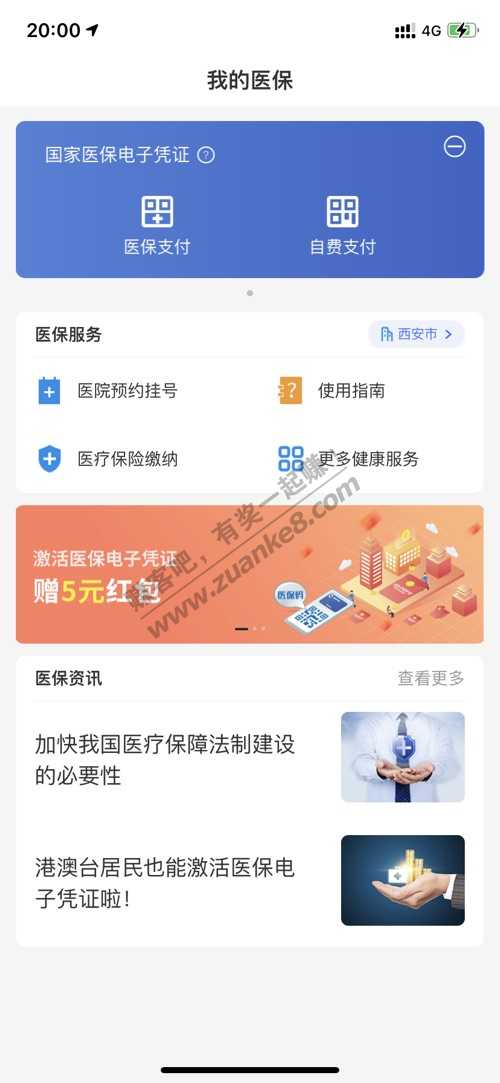 20:00
4G
我的医保
国家医保电子凭证 ?
医保支付
自费支付
医保服务
西安市 >
医院预约挂号
? 使用指南
医疗保险缴纳
更多健康服务
激活医保电子凭证
赠5元红包
医保码
赚客吧，有奖一起赚！
www.zuanke8.com
医保资讯
查看更多
加快我国医疗保障法制建设
的必要性
港澳台居民也能激活医保电
子凭证啦！